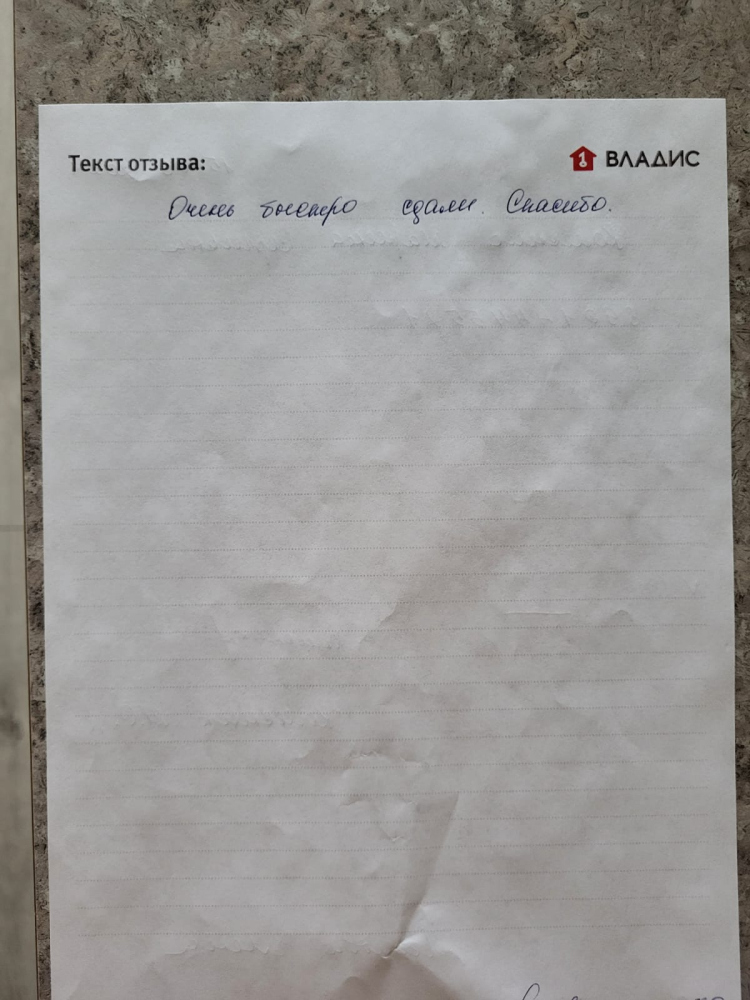 Текст отзыва:
ВЛАДИС
Очень быстро сдали. Спасибо.